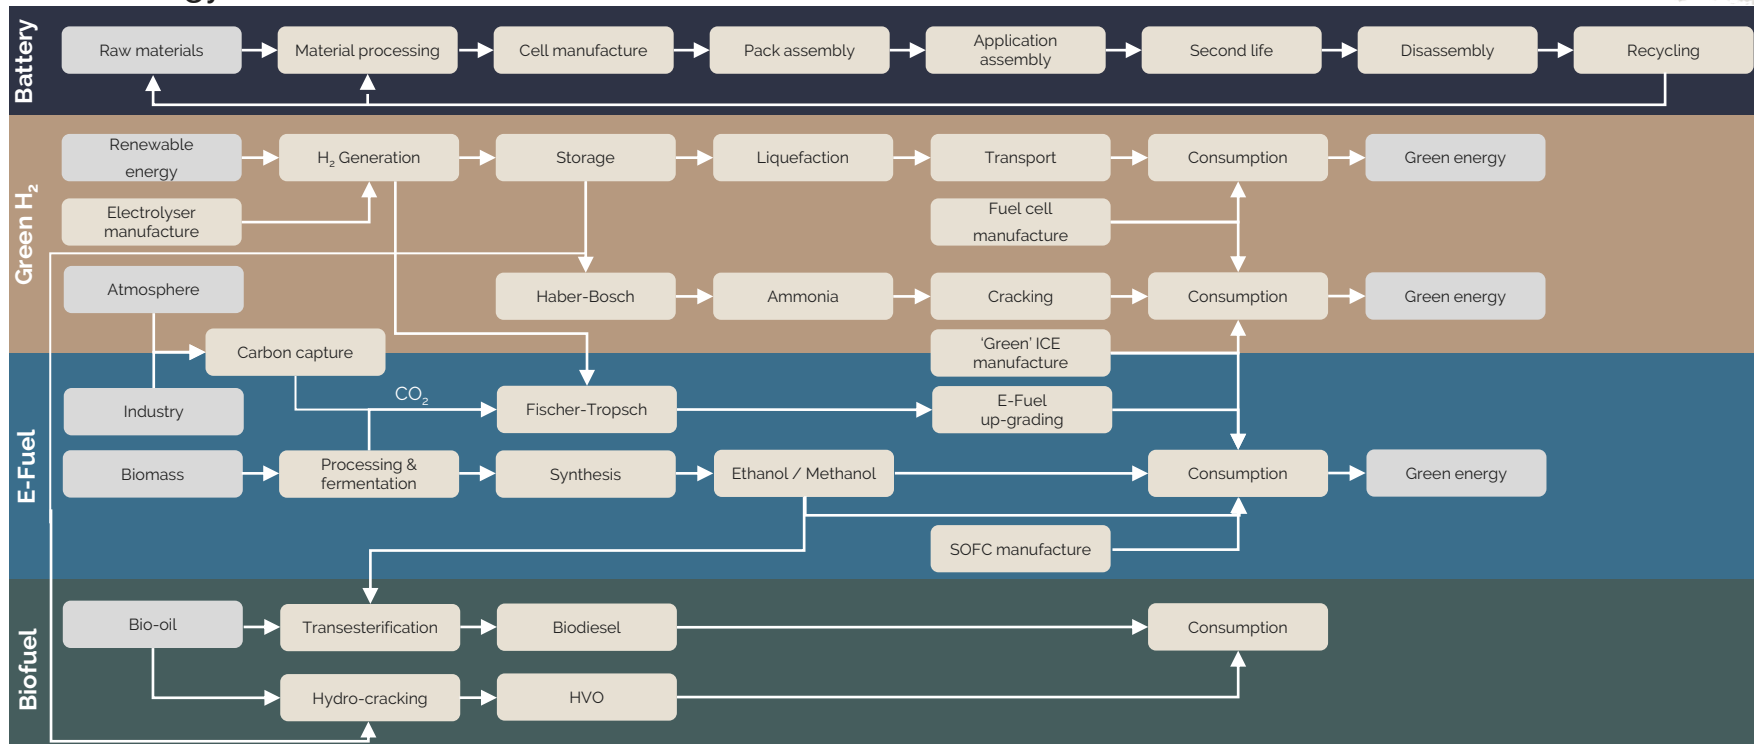 Battery
Raw materials
Material processing
Cell manufacture
Pack assembly
Application
assembly
Second life
Disassembly
Recycling
Green H₂
Renewable
energy
H₂ Generation
Storage
Liquefaction
Transport
Consumption
Green energy
Electrolyser
manufacture
Fuel cell
manufacture
Atmosphere
Haber-Bosch
Ammonia
Cracking
Consumption
Green energy
Carbon capture
‘Green’ ICE
manufacture
E-Fuel
Industry
CO₂
Fischer-Tropsch
E-Fuel
up-grading
Biomass
Processing &
fermentation
Synthesis
Ethanol / Methanol
Consumption
Green energy
SOFC manufacture
Biofuel
Bio-oil
Transesterification
Biodiesel
Consumption
Hydro-cracking
HVO